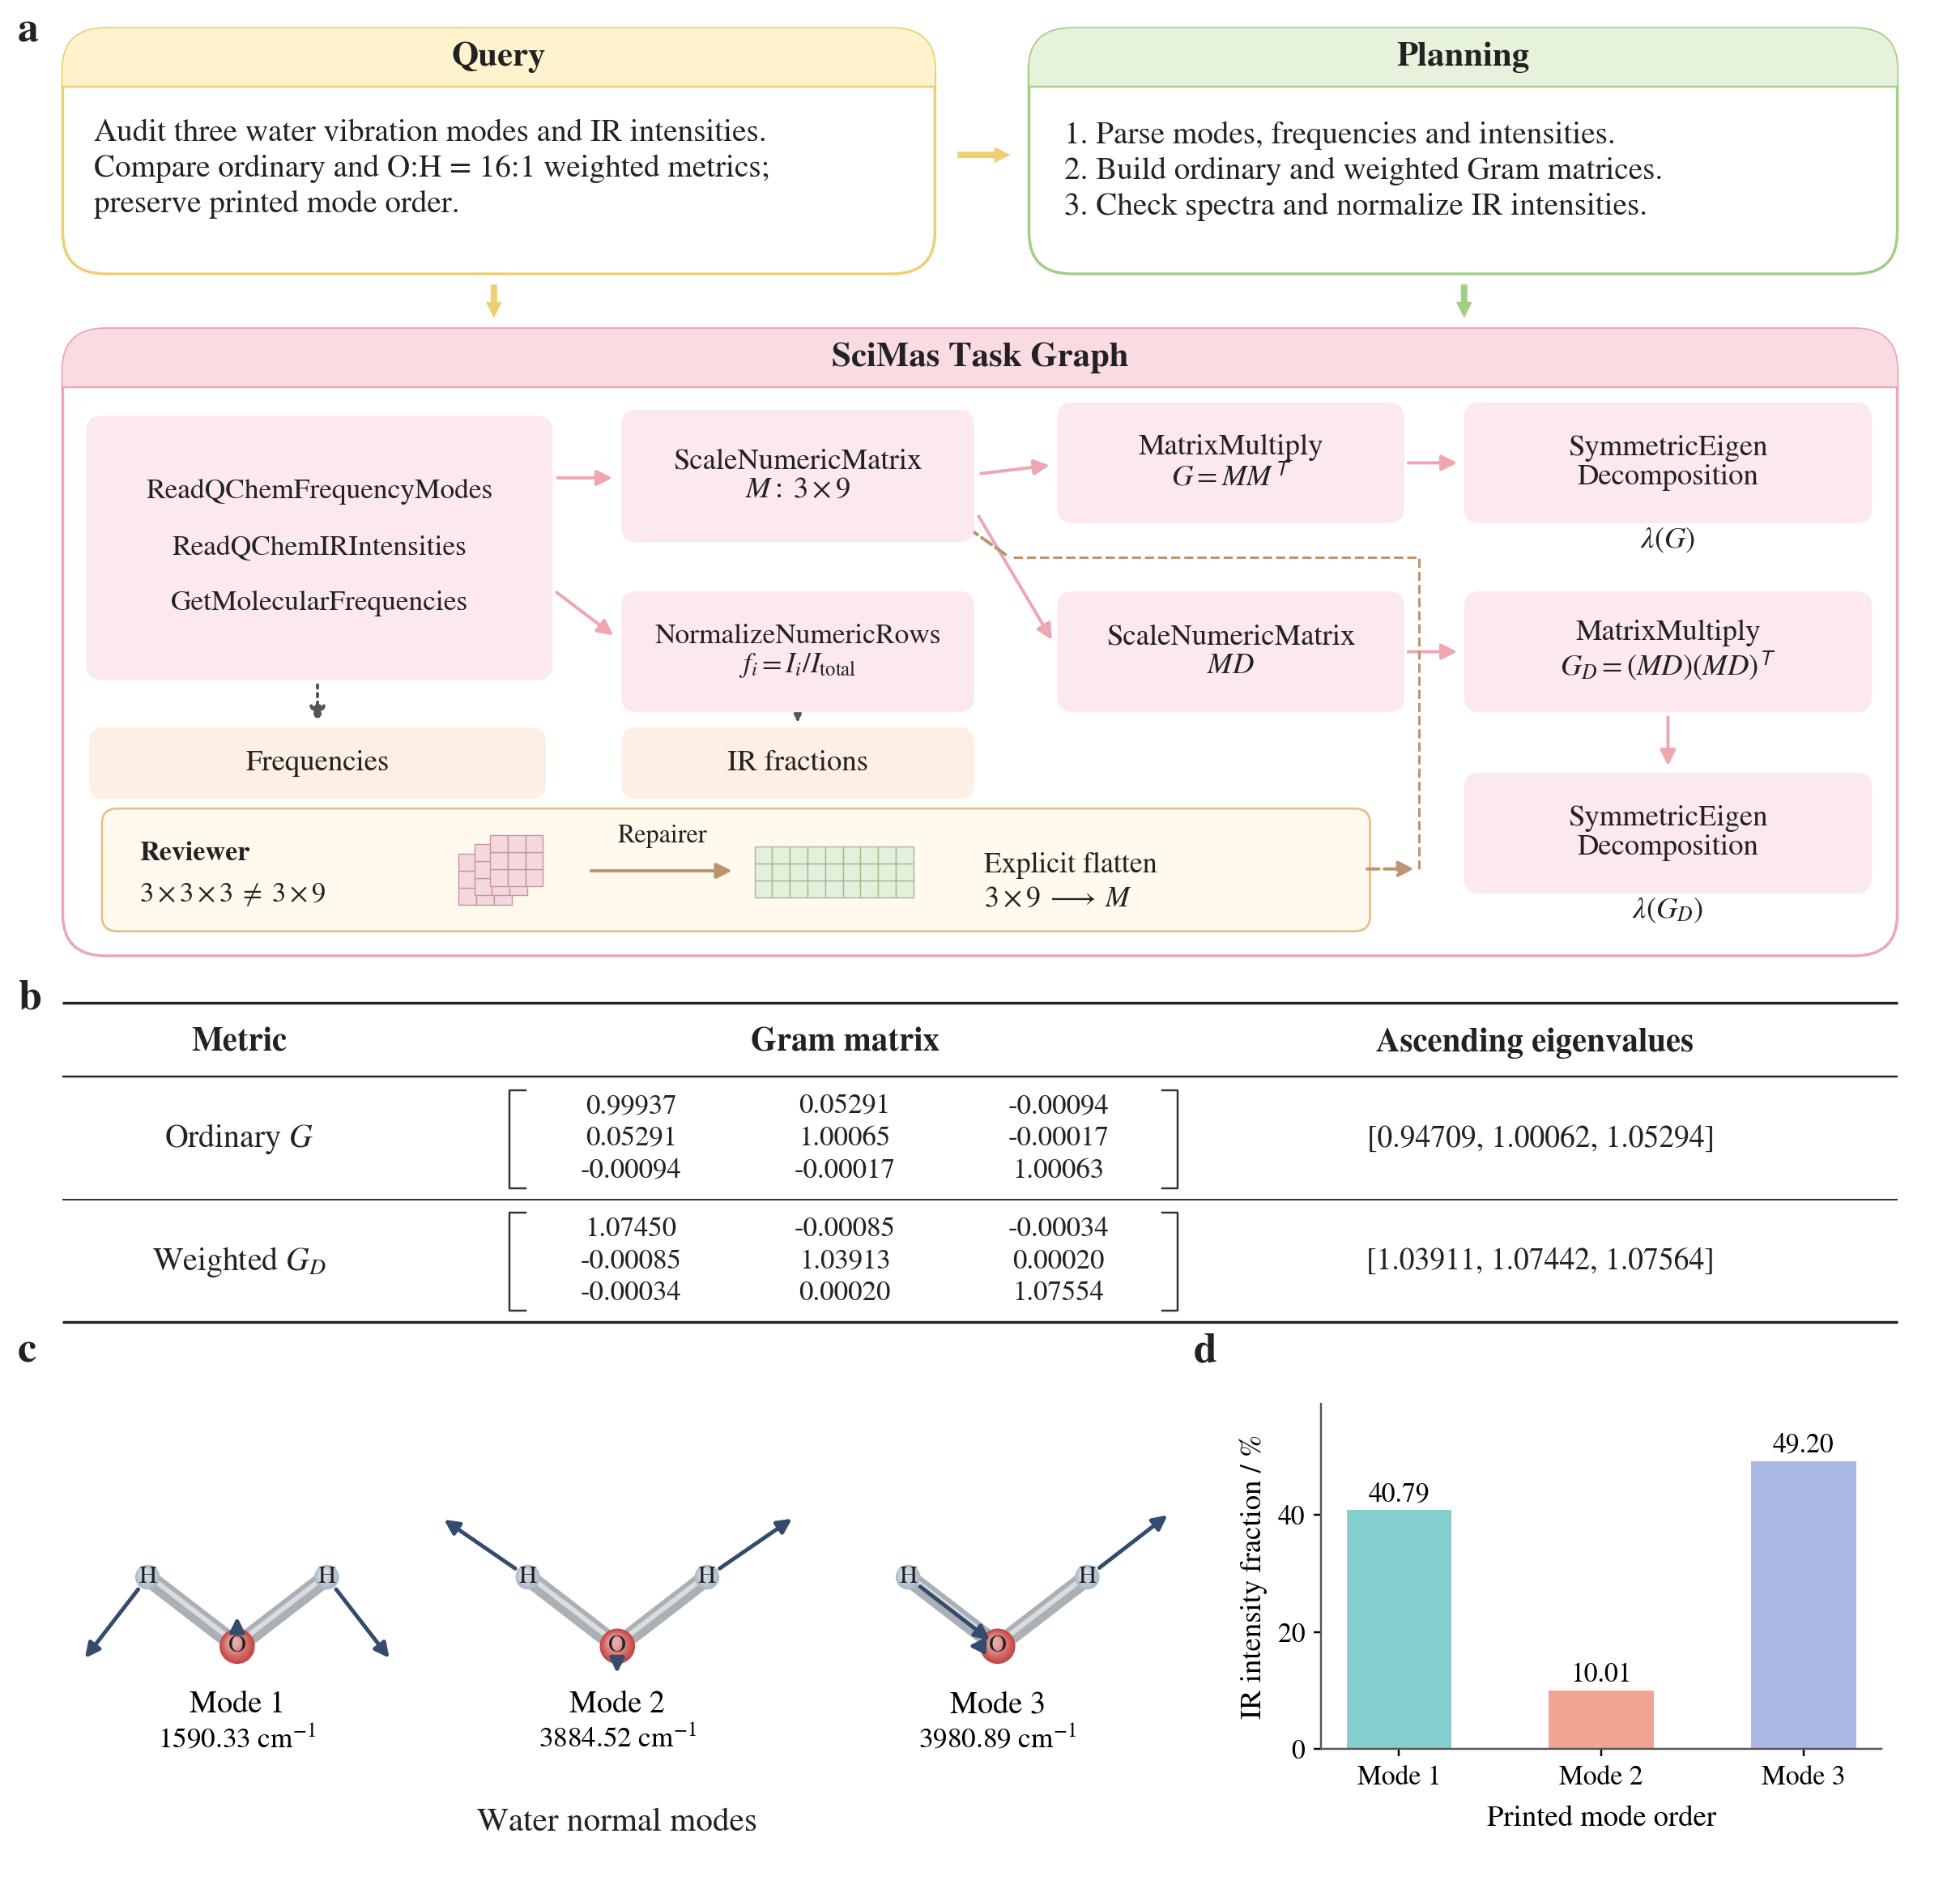 a
Query
Audit three water vibration modes and IR intensities.
Compare ordinary and O:H = 16:1 weighted metrics;
preserve printed mode order.
Planning
1. Parse modes, frequencies and intensities.
2. Build ordinary and weighted Gram matrices.
3. Check spectra and normalize IR intensities.
SciMas Task Graph
ReadQChemFrequencyModes
ReadQChemIRIntensities
GetMolecularFrequencies
ScaleNumericMatrix
M : 3×9
MatrixMultiply
G = MMᵀ
SymmetricEigen
Decomposition
λ(G)
NormalizeNumericRows
fᵢ = Iᵢ/I_total
ScaleNumericMatrix
MD
MatrixMultiply
G_D = (MD)(MD)ᵀ
Frequencies
IR fractions
SymmetricEigen
Decomposition
λ(G_D)
Reviewer
3×3×3 ≠ 3×9
Repairer
Explicit flatten
3×9 ⟶ M
b
Metric Gram matrix Ascending eigenvalues
Ordinary G
0.99937 0.05291 -0.00094
0.05291 1.00065 -0.00017
-0.00094 -0.00017 1.00063
[0.94709, 1.00062, 1.05294]
Weighted G_D
1.07450 -0.00085 -0.00034
-0.00085 1.03913 0.00020
-0.00034 0.00020 1.07554
[1.03911, 1.07442, 1.07564]
c
H H
O
Mode 1
1590.33 cm⁻¹
H H
O
Mode 2
3884.52 cm⁻¹
H H
O
Mode 3
3980.89 cm⁻¹
Water normal modes
d
IR intensity fraction / %
40
20
0
40.79
10.01
49.20
Mode 1 Mode 2 Mode 3
Printed mode order